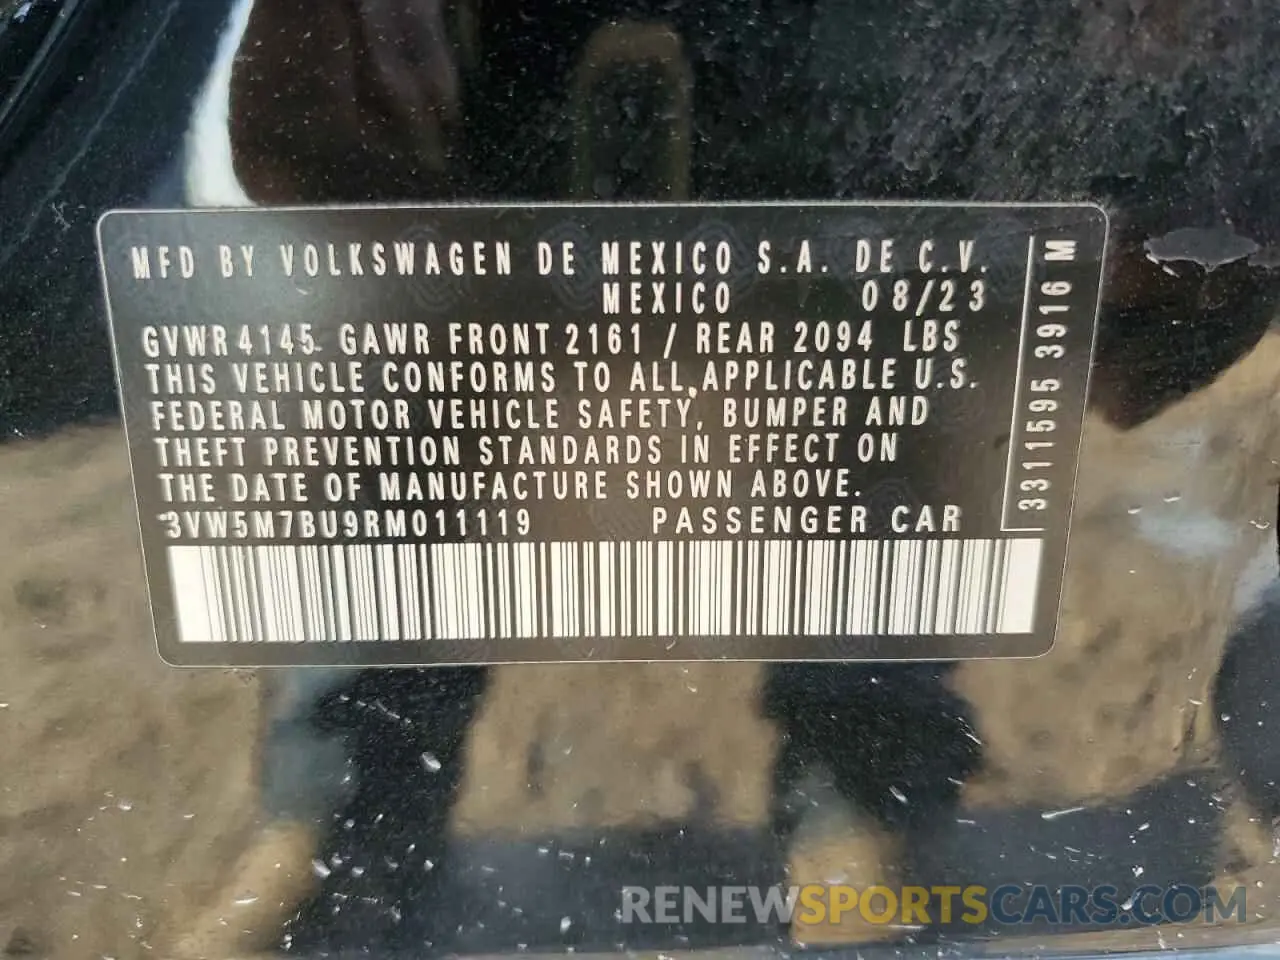 MFD BY VOLKSWAGEN DE MEXICO S.A. DE C.V.
MEXICO 08/23
GVWR 4145 GAWR FRONT 2161 / REAR 2094 LBS
THIS VEHICLE CONFORMS TO ALL APPLICABLE U.S.
FEDERAL MOTOR VEHICLE SAFETY, BUMPER AND
THEFT PREVENTION STANDARDS IN EFFECT ON
THE DATE OF MANUFACTURE SHOWN ABOVE.
3VW5M7BU9RM011119 PASSENGER CAR
3311595 3916 M
RENEWSPORTSCARS.COM